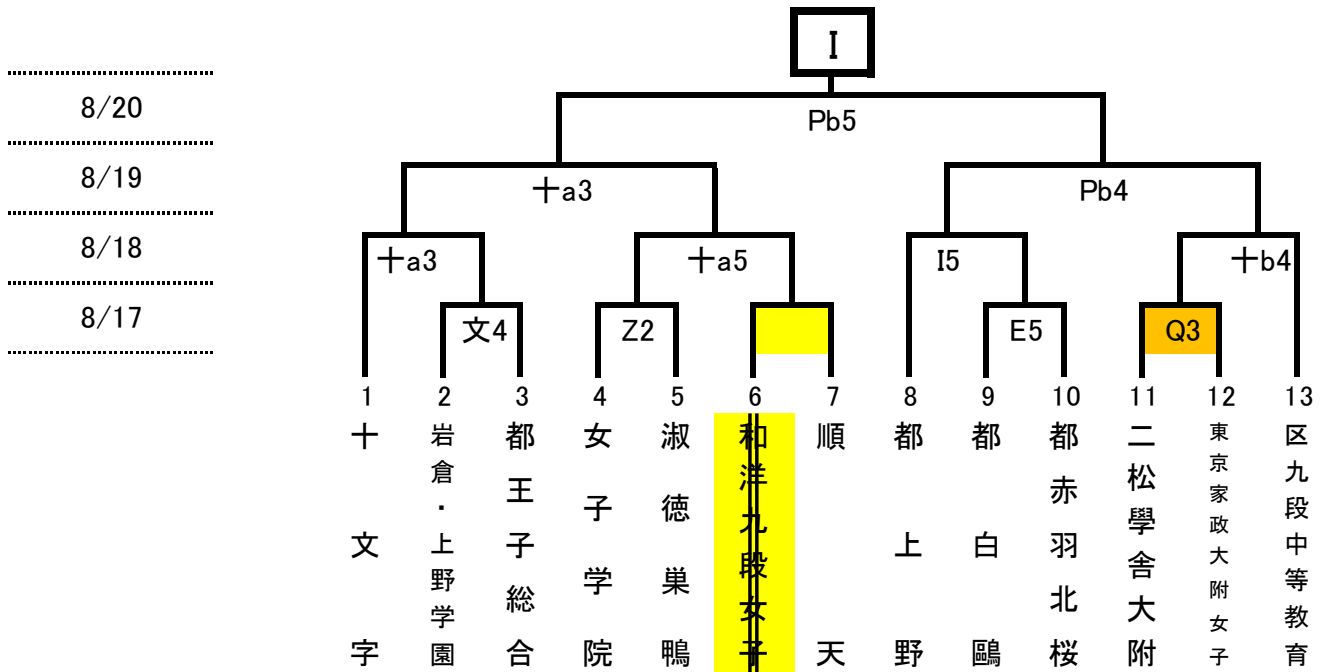 I
8/20
Pb5
8/19
十a3
Pb4
8/18
十a3
十a5
I5
十b4
8/17
文4
Z2
E5
Q3
1 2 3 4 5 6 7 8 9 10 11 12 13
十文字
岩倉・上野学園
都王子総合
女子学院
淑徳巣鴨
和洋九段女子
順天
都上野
都白鷗
都赤羽北桜
二松學舎大附
東京家政大附女子
区九段中等教育